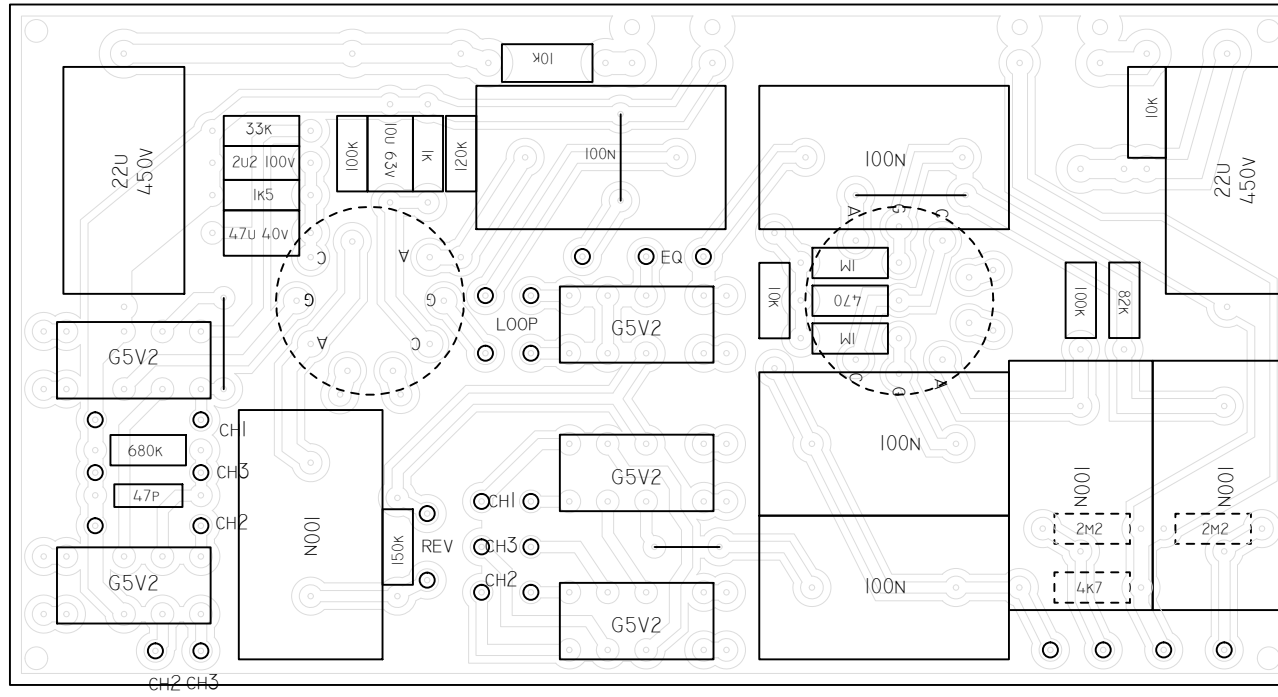 10K
22U
450V
33K
2U2 100V
1K5
47U 40V
100K
10U 63V
1K
120K
100N
100N
10K
22U
450V
C
A
G
G
A
C
EQ
LOOP
G5V2
G5V2
A
G
C
1M
470
1M
10K
C
G
A
100K
82K
CH1
680K
CH3
47P
CH2
G5V2
CH2 CH3
100N
150K
REV
CH1
CH3
CH2
G5V2
G5V2
100N
100N
100N
100N
2M2
2M2
4K7